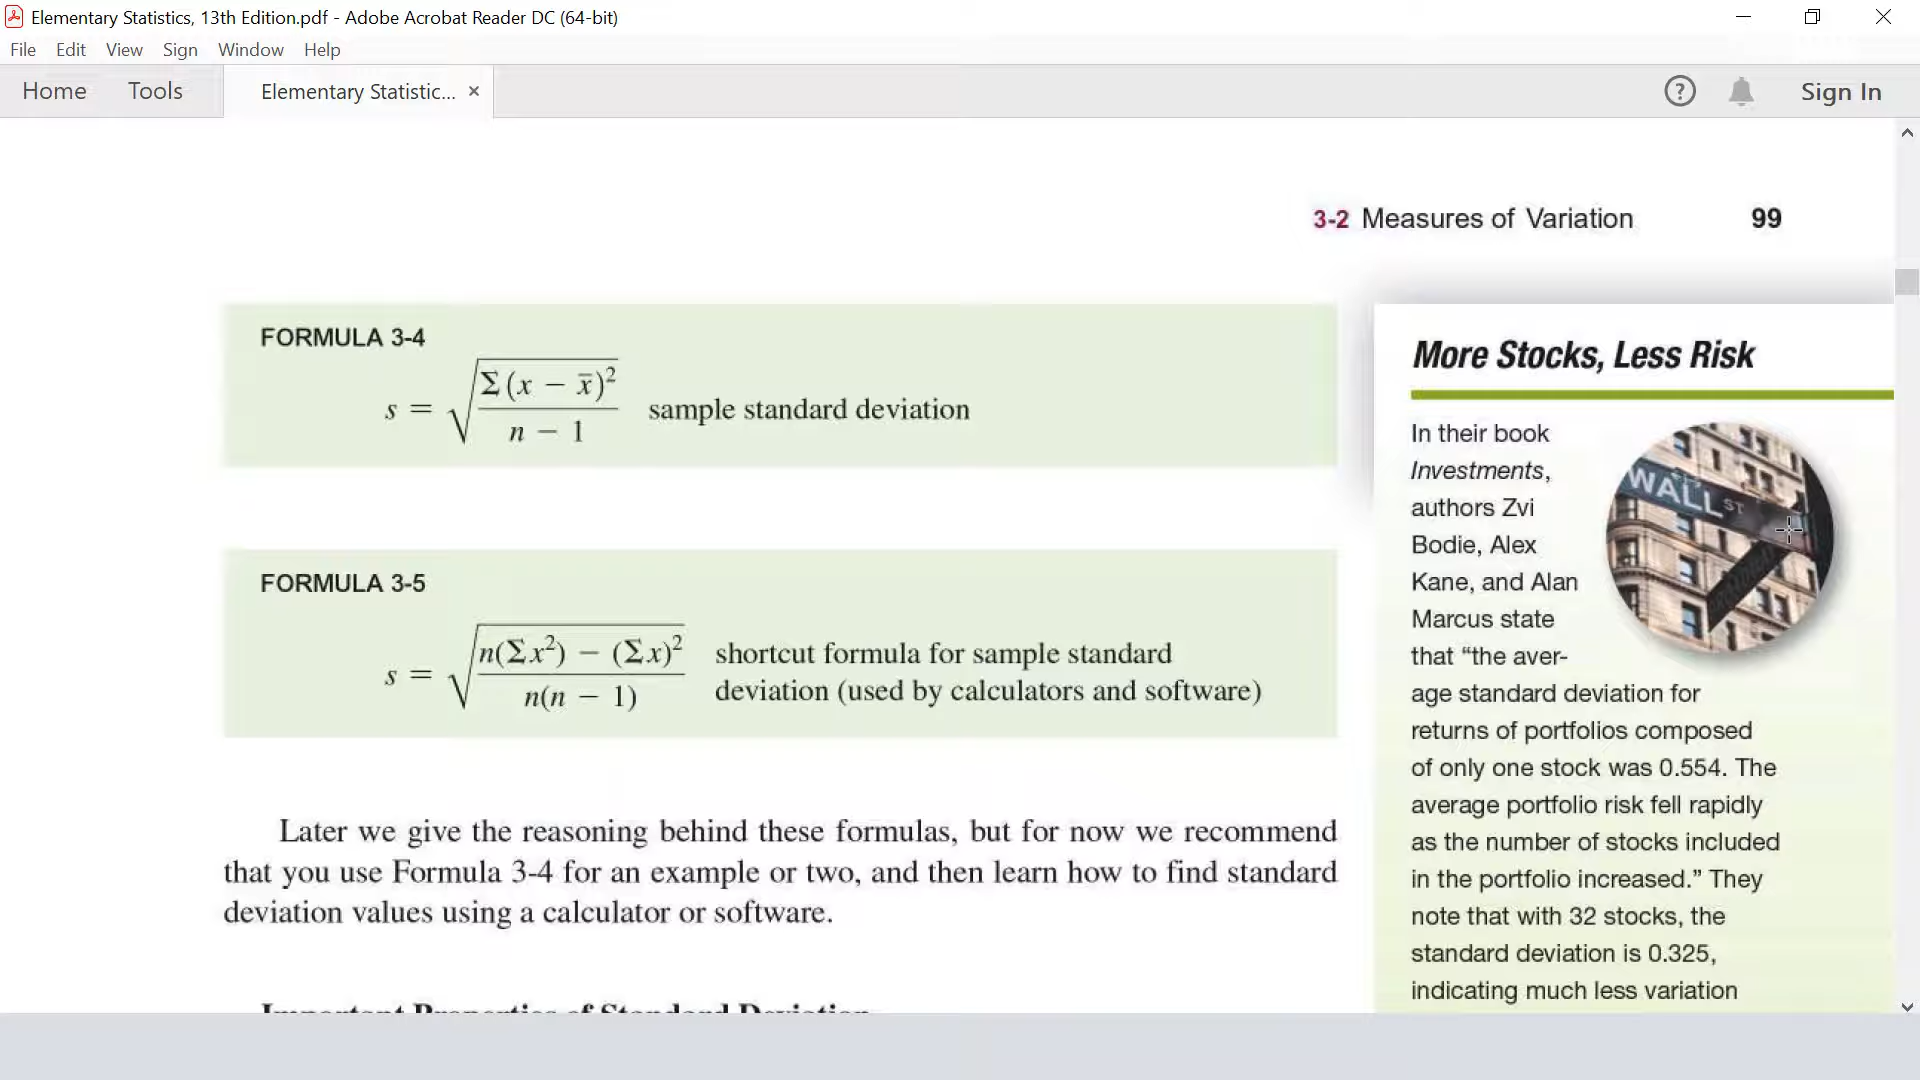 Elementary Statistics, 13th Edition.pdf - Adobe Acrobat Reader DC (64-bit)
File Edit View Sign Window Help
Home Tools Elementary Statistic... × ? Sign In
3-2 Measures of Variation 99
FORMULA 3-4
s = √(Σ(x − x̄)² / (n − 1)) sample standard deviation
FORMULA 3-5
s = √((n(Σx²) − (Σx)²) / (n(n − 1))) shortcut formula for sample standard
deviation (used by calculators and software)
Later we give the reasoning behind these formulas, but for now we recommend
that you use Formula 3-4 for an example or two, and then learn how to find standard
deviation values using a calculator or software.
Important Properties of Standard Deviation
More Stocks, Less Risk
In their book
Investments,
authors Zvi
Bodie, Alex
Kane, and Alan
Marcus state
that “the aver-
age standard deviation for
returns of portfolios composed
of only one stock was 0.554. The
average portfolio risk fell rapidly
as the number of stocks included
in the portfolio increased.” They
note that with 32 stocks, the
standard deviation is 0.325,
indicating much less variation
WALL ST